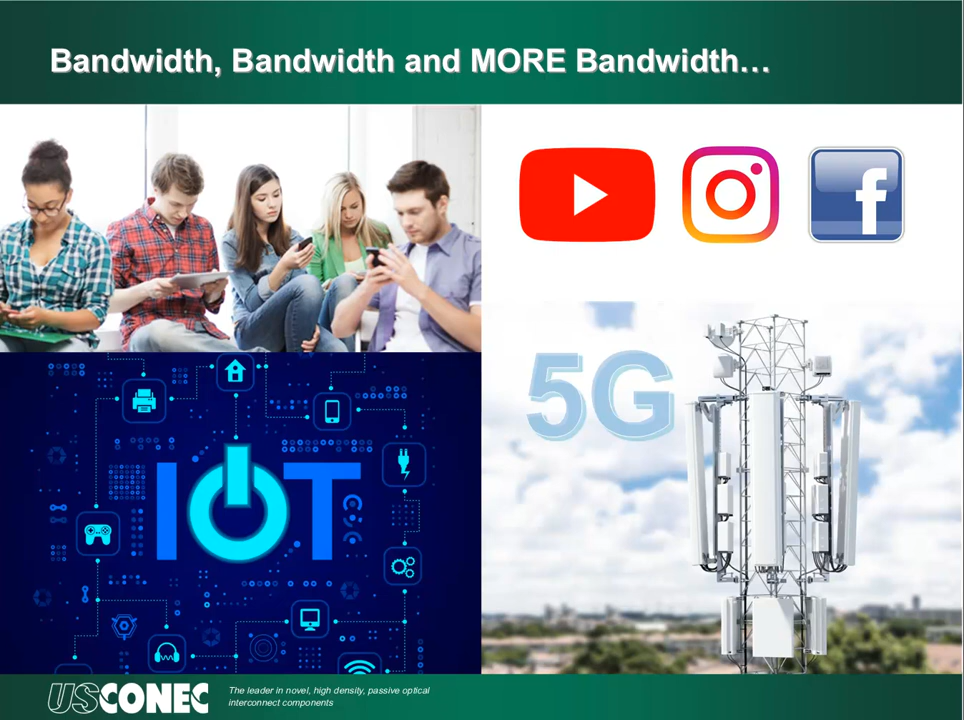 Bandwidth, Bandwidth and MORE Bandwidth…
f
5G
IOT
USCONEC
The leader in novel, high density, passive optical
interconnect components